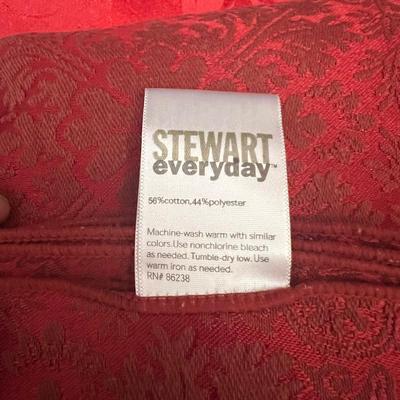 STEWART
everyday™
56%cotton,44%polyester
Machine-wash warm with similar
colors.Use nonchlorine bleach
as needed. Tumble-dry low. Use
warm iron as needed.
RN# 86238